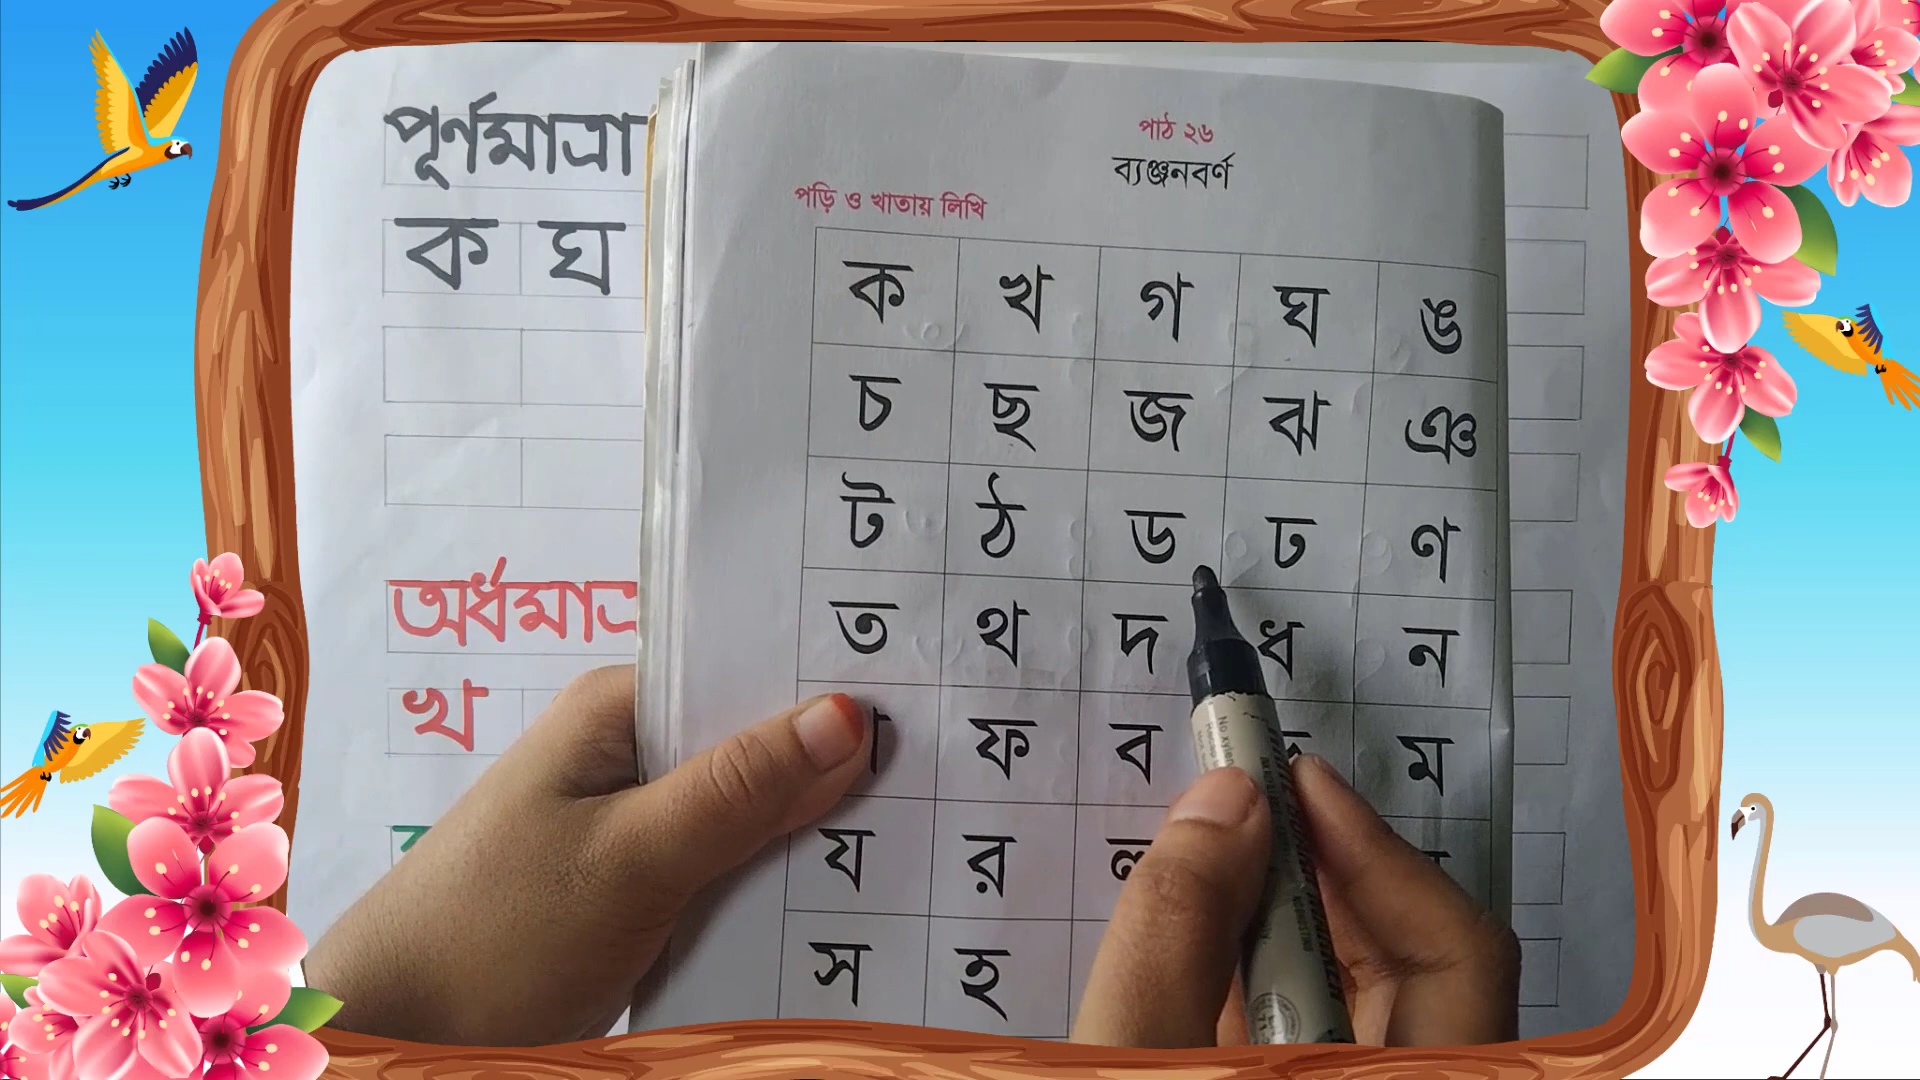 পূর্ণমাত্রা
ক ঘ
অর্ধমাত্র
খ
পাঠ ২৬
ব্যঞ্জনবর্ণ
পড়ি ও খাতায় লিখি
ক খ গ ঘ ঙ
চ ছ জ ঝ ঞ
ট ঠ ড ঢ ণ
ত থ দ ধ ন
ফ ব ম
য র ল
স হ